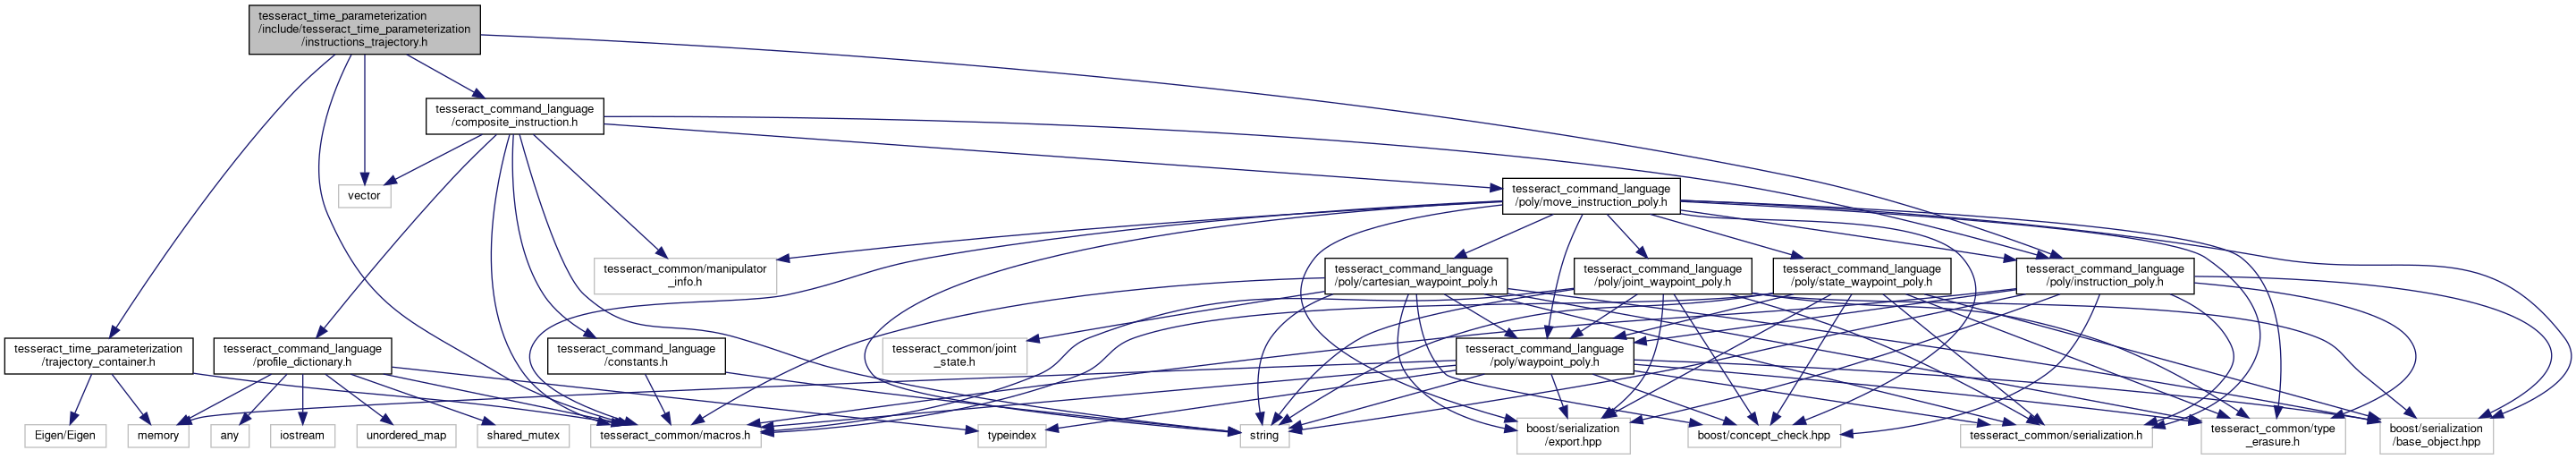 tesseract_time_parameterization
/include/tesseract_time_parameterization
/instructions_trajectory.h
tesseract_command_language
/composite_instruction.h
vector
tesseract_command_language
/poly/move_instruction_poly.h
tesseract_common/manipulator
_info.h
tesseract_command_language
/poly/cartesian_waypoint_poly.h
tesseract_command_language
/poly/joint_waypoint_poly.h
tesseract_command_language
/poly/state_waypoint_poly.h
tesseract_command_language
/poly/instruction_poly.h
tesseract_time_parameterization
/trajectory_container.h
tesseract_command_language
/profile_dictionary.h
tesseract_command_language
/constants.h
tesseract_common/joint
_state.h
tesseract_command_language
/poly/waypoint_poly.h
Eigen/Eigen
memory
any
iostream
unordered_map
shared_mutex
tesseract_common/macros.h
typeindex
string
boost/serialization
/export.hpp
boost/concept_check.hpp
tesseract_common/serialization.h
tesseract_common/type
_erasure.h
boost/serialization
/base_object.hpp